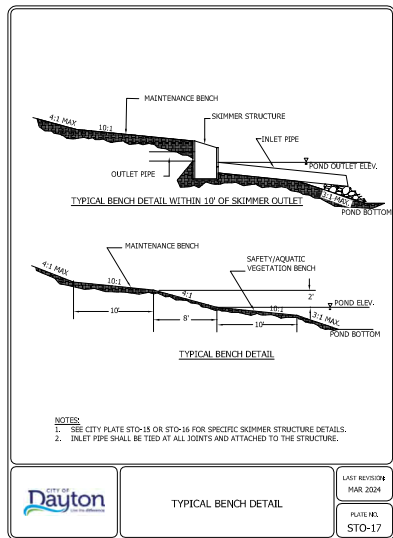 MAINTENANCE BENCH
SKIMMER STRUCTURE
4:1 MAX.
10:1
INLET PIPE
POND OUTLET ELEV.
OUTLET PIPE
3:1 MAX.
TYPICAL BENCH DETAIL WITHIN 10' OF SKIMMER OUTLET
POND BOTTOM
MAINTENANCE BENCH
SAFETY/AQUATIC
VEGETATION BENCH
4:1 MAX.
10:1
4:1
2'
POND ELEV.
10:1
10'
8'
10'
3:1 MAX.
POND BOTTOM
TYPICAL BENCH DETAIL
NOTES:
1. SEE CITY PLATE STO-15 OR STO-16 FOR SPECIFIC SKIMMER STRUCTURE DETAILS.
2. INLET PIPE SHALL BE TIED AT ALL JOINTS AND ATTACHED TO THE STRUCTURE.
CITY OF
Dayton
TYPICAL BENCH DETAIL
LAST REVISION:
MAR 2024
PLATE NO.
STO-17